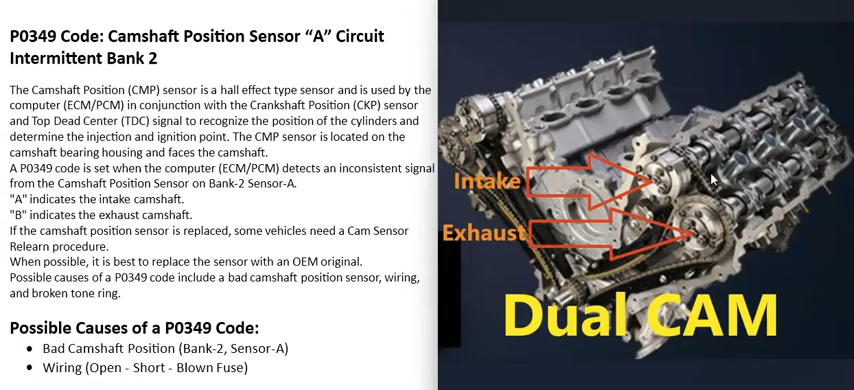 P0349 Code: Camshaft Position Sensor “A” Circuit
Intermittent Bank 2
The Camshaft Position (CMP) sensor is a hall effect type sensor and is used by the
computer (ECM/PCM) in conjunction with the Crankshaft Position (CKP) sensor
and Top Dead Center (TDC) signal to recognize the position of the cylinders and
determine the injection and ignition point. The CMP sensor is located on the
camshaft bearing housing and faces the camshaft.
A P0349 code is set when the computer (ECM/PCM) detects an inconsistent signal
from the Camshaft Position Sensor on Bank-2 Sensor-A.
"A" indicates the intake camshaft.
"B" indicates the exhaust camshaft.
If the camshaft position sensor is replaced, some vehicles need a Cam Sensor
Relearn procedure.
When possible, it is best to replace the sensor with an OEM original.
Possible causes of a P0349 code include a bad camshaft position sensor, wiring,
and broken tone ring.
Possible Causes of a P0349 Code:
• Bad Camshaft Position (Bank-2, Sensor-A)
• Wiring (Open - Short - Blown Fuse)
Intake
Exhaust
Dual CAM